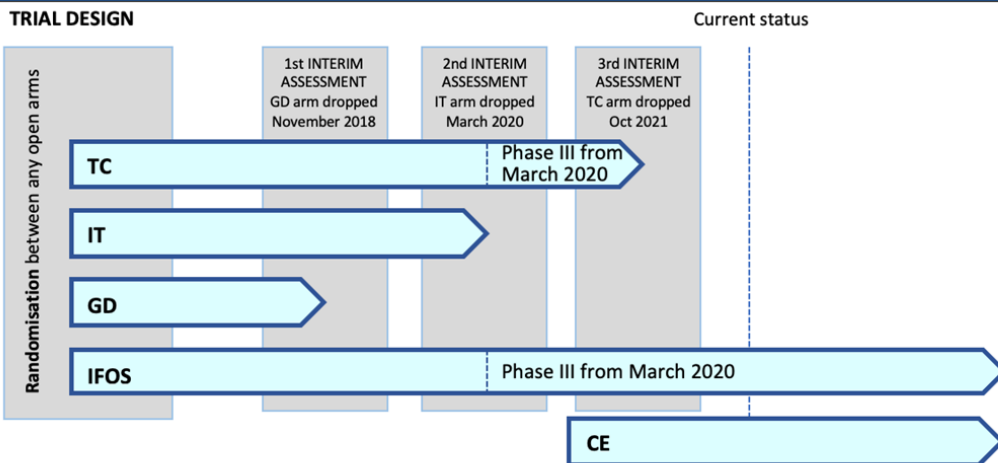 TRIAL DESIGN
Current status
Randomisation between any open arms
1st INTERIM
ASSESSMENT
GD arm dropped
November 2018
2nd INTERIM
ASSESSMENT
IT arm dropped
March 2020
3rd INTERIM
ASSESSMENT
TC arm dropped
Oct 2021
TC
Phase III from
March 2020
IT
GD
IFOS
Phase III from March 2020
CE